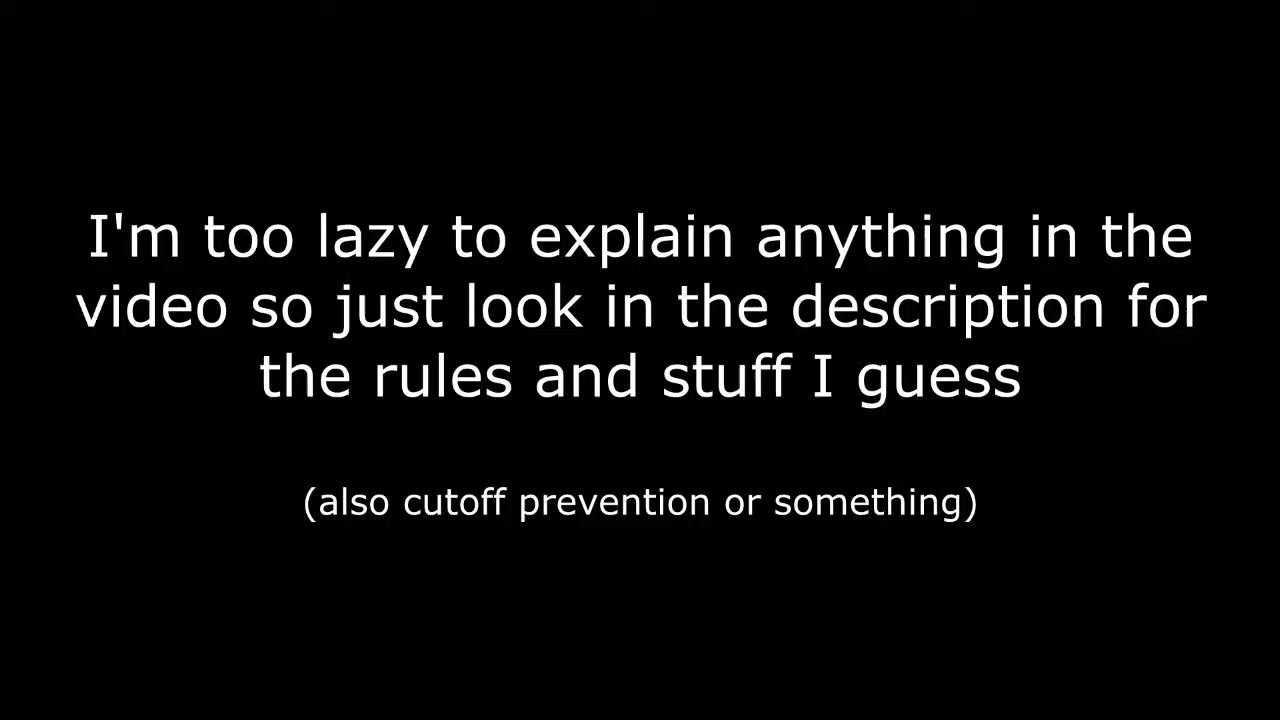 I'm too lazy to explain anything in the
video so just look in the description for
the rules and stuff I guess
(also cutoff prevention or something)